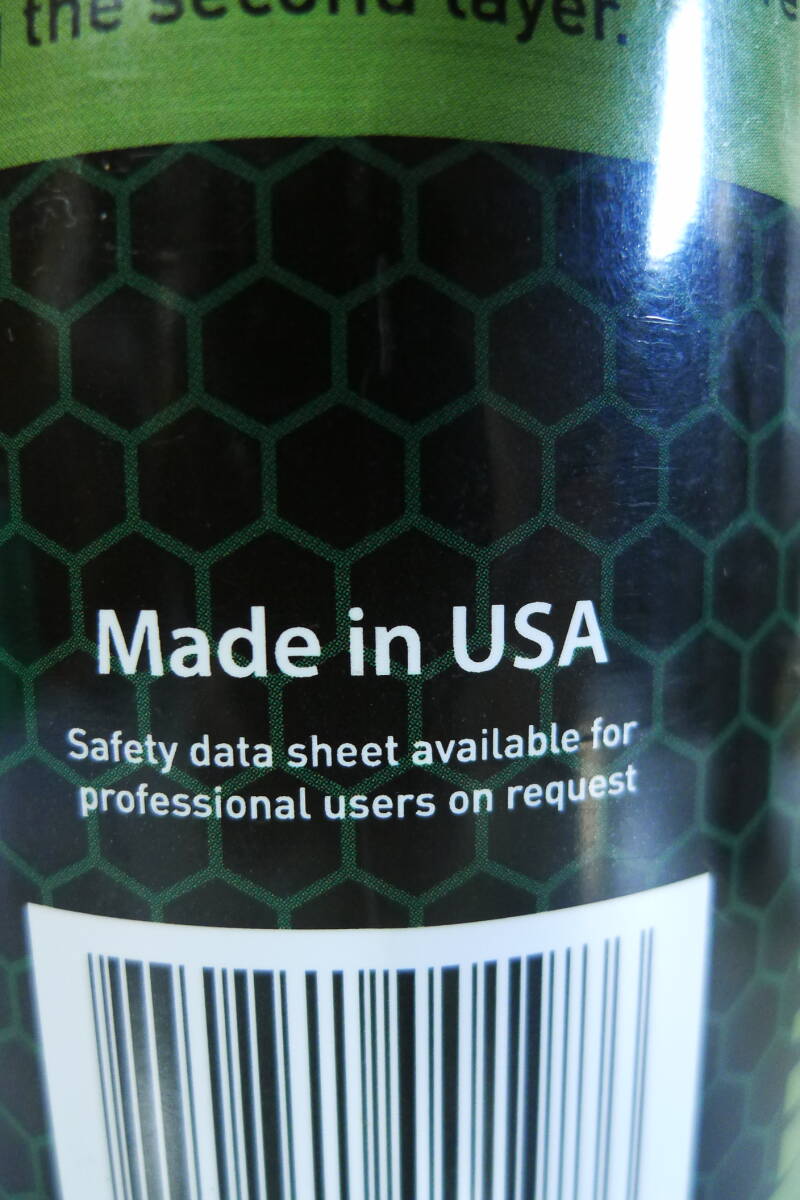 the second layer.
Made in USA
Safety data sheet available for
professional users on request